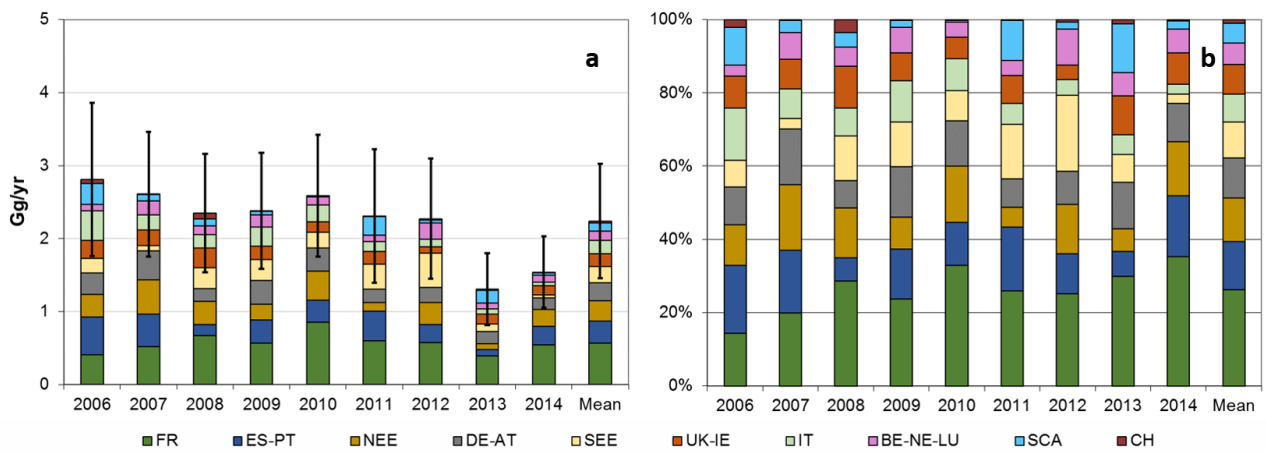 5
4
3
2
1
0
Gg/yr
a
2006 2007 2008 2009 2010 2011 2012 2013 2014 Mean
100%
80%
60%
40%
20%
0%
b
2006 2007 2008 2009 2010 2011 2012 2013 2014 Mean
FR ES-PT NEE DE-AT SEE UK-IE IT BE-NE-LU SCA CH